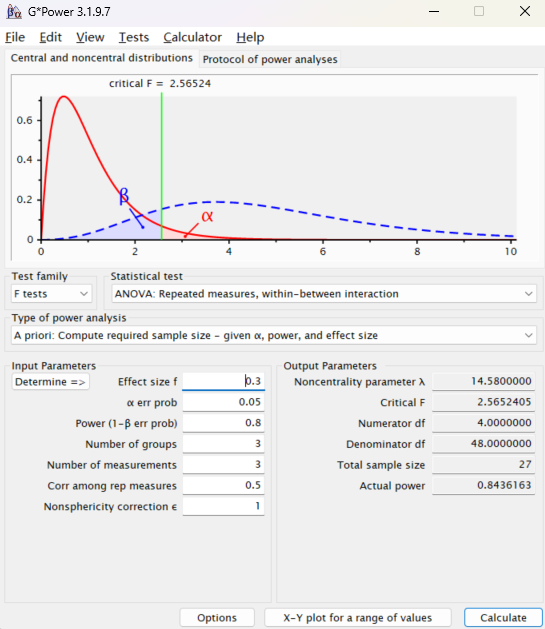 G*Power 3.1.9.7
File Edit View Tests Calculator Help
Central and noncentral distributions Protocol of power analyses
critical F = 2.56524
0.6
0.4
0.2
0
β
α
0 2 4 6 8 10
Test family Statistical test
F tests ANOVA: Repeated measures, within-between interaction
Type of power analysis
A priori: Compute required sample size - given α, power, and effect size
Input Parameters Output Parameters
Determine => Effect size f 0.3 Noncentrality parameter λ 14.5800000
α err prob 0.05 Critical F 2.5652405
Power (1-β err prob) 0.8 Numerator df 4.0000000
Number of groups 3 Denominator df 48.0000000
Number of measurements 3 Total sample size 27
Corr among rep measures 0.5 Actual power 0.8436163
Nonsphericity correction ϵ 1
Options X-Y plot for a range of values Calculate